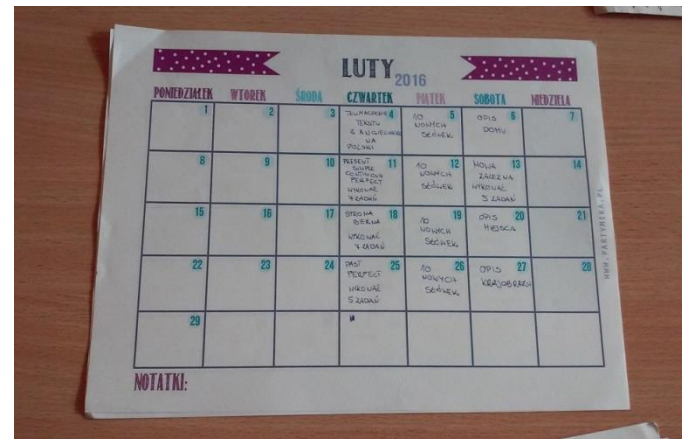 LUTY
2016
PONIEDZIAŁEK WTOREK ŚRODA CZWARTEK PIĄTEK SOBOTA NIEDZIELA
1 2 3 4 5 6 7
TŁUMACZENIE
TEKSTU
Z ANGIELSKIEGO
NA
POLSKI
10
NOWYCH
SŁÓWEK
OPIS
DOMU
8 9 10 11 12 13 14
PRESENT
SIMPLE
CONTINUOUS
PERFECT
WYKONAĆ
7 ZADAŃ
10
NOWYCH
SŁÓWEK
MOWA
ZALEŻNA
WYKONAĆ
5 ZADAŃ
15 16 17 18 19 20 21
STRONA
BIERNA
WYKONAĆ
7 ZADAŃ
10
NOWYCH
SŁÓWEK
OPIS
MIEJSCA
22 23 24 25 26 27 28
PAST
PERFECT
WYKONAĆ
5 ZADAŃ
10
NOWYCH
SŁÓWEK
OPIS
KRAJOBRAZU
29
NOTATKI:
WWW.PARTYMIKA.PL